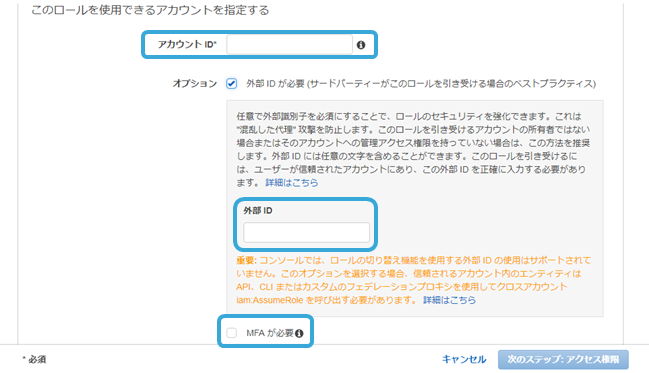 このロールを使用できるアカウントを指定する
アカウント ID*
オプション 外部 ID が必要 (サードパーティーがこのロールを引き受ける場合のベストプラクティス)
任意で外部識別子を必須にすることで、ロールのセキュリティを強化できます。これは
"混乱した代理" 攻撃を防止します。このロールを引き受けるアカウントの所有者ではない
場合またはそのアカウントへの管理アクセス権限を持っていない場合は、この方法を推奨
します。外部 ID には任意の文字を含めることができます。このロールを引き受けるに
は、ユーザーが信頼されたアカウントにあり、この外部 ID を正確に入力する必要があり
ます。 詳細はこちら
外部 ID
重要: コンソールでは、ロールの切り替え機能を使用する外部 ID の使用はサポートされて
いません。このオプションを選択する場合、信頼されるアカウント内のエンティティは
API、CLI またはカスタムのフェデレーションプロキシを使用してクロスアカウント
iam:AssumeRole を呼び出す必要があります。 詳細はこちら
MFA が必要
* 必須 キャンセル 次のステップ: アクセス権限